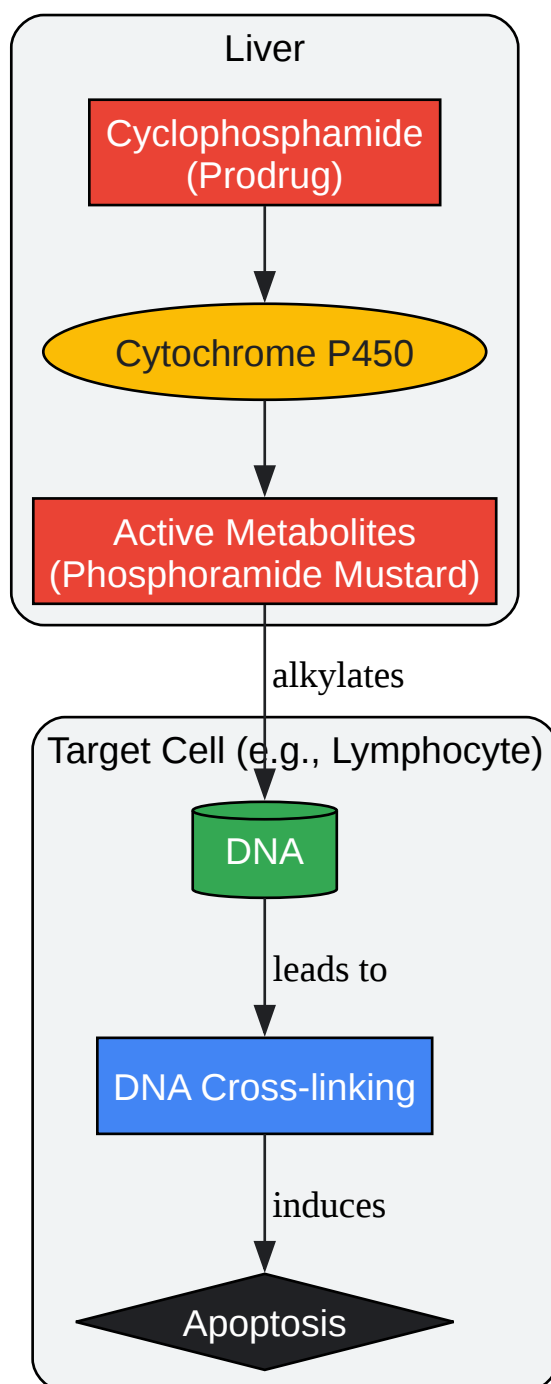 Liver
Cyclophosphamide
(Prodrug)
Cytochrome P450
Active Metabolites
(Phosphoramide Mustard)
alkylates
Target Cell (e.g., Lymphocyte)
DNA
leads to
DNA Cross-linking
induces
Apoptosis